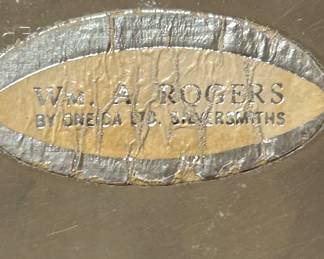 WM. A. ROGERS
BY ONEIDA LTD. SILVERSMITHS